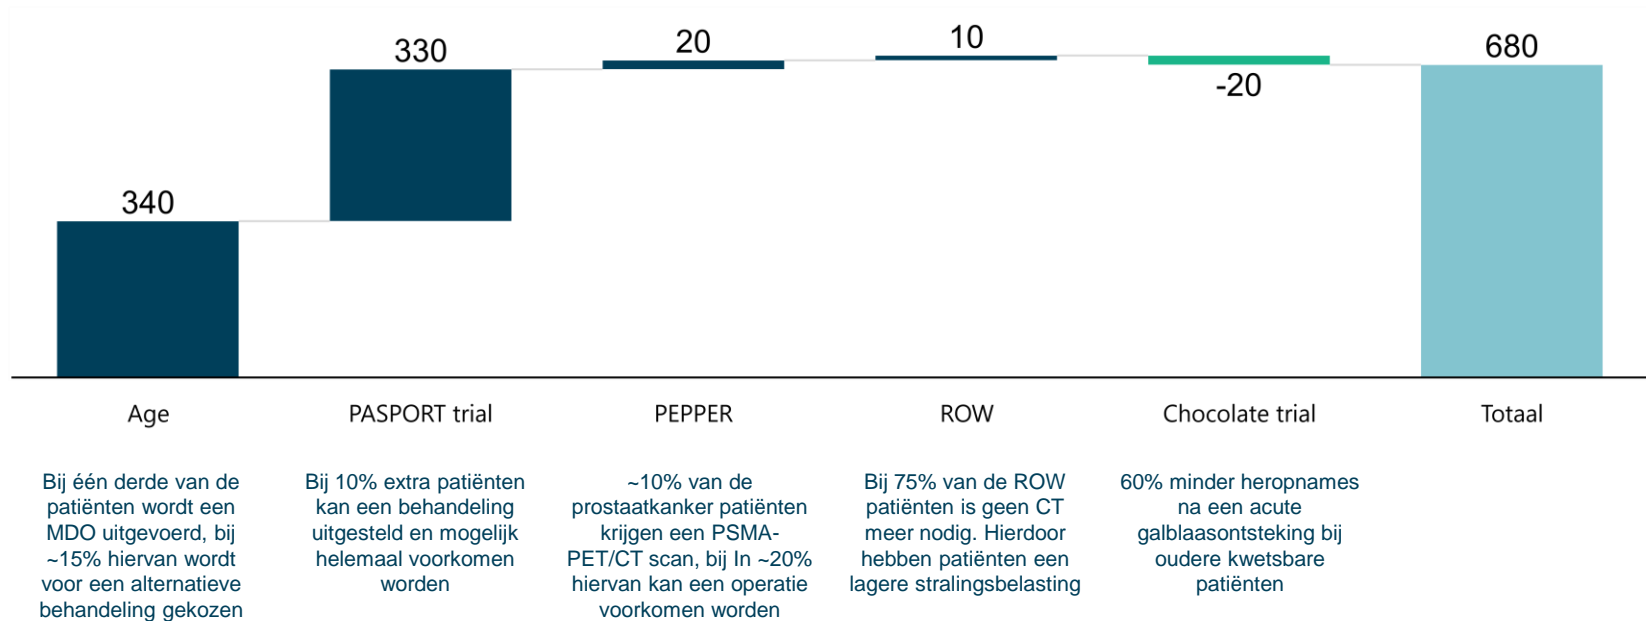 340
330
20
10
-20
680
Age
PASPORT trial
PEPPER
ROW
Chocolate trial
Totaal
Bij één derde van de
patiënten wordt een
MDO uitgevoerd, bij
~15% hiervan wordt
voor een alternatieve
behandeling gekozen
Bij 10% extra patiënten
kan een behandeling
uitgesteld en mogelijk
helemaal voorkomen
worden
~10% van de
prostaatkanker patiënten
krijgen een PSMA-
PET/CT scan, bij In ~20%
hiervan kan een operatie
voorkomen worden
Bij 75% van de ROW
patiënten is geen CT
meer nodig. Hierdoor
hebben patiënten een
lagere stralingsbelasting
60% minder heropnames
na een acute
galblaasontsteking bij
oudere kwetsbare
patiënten